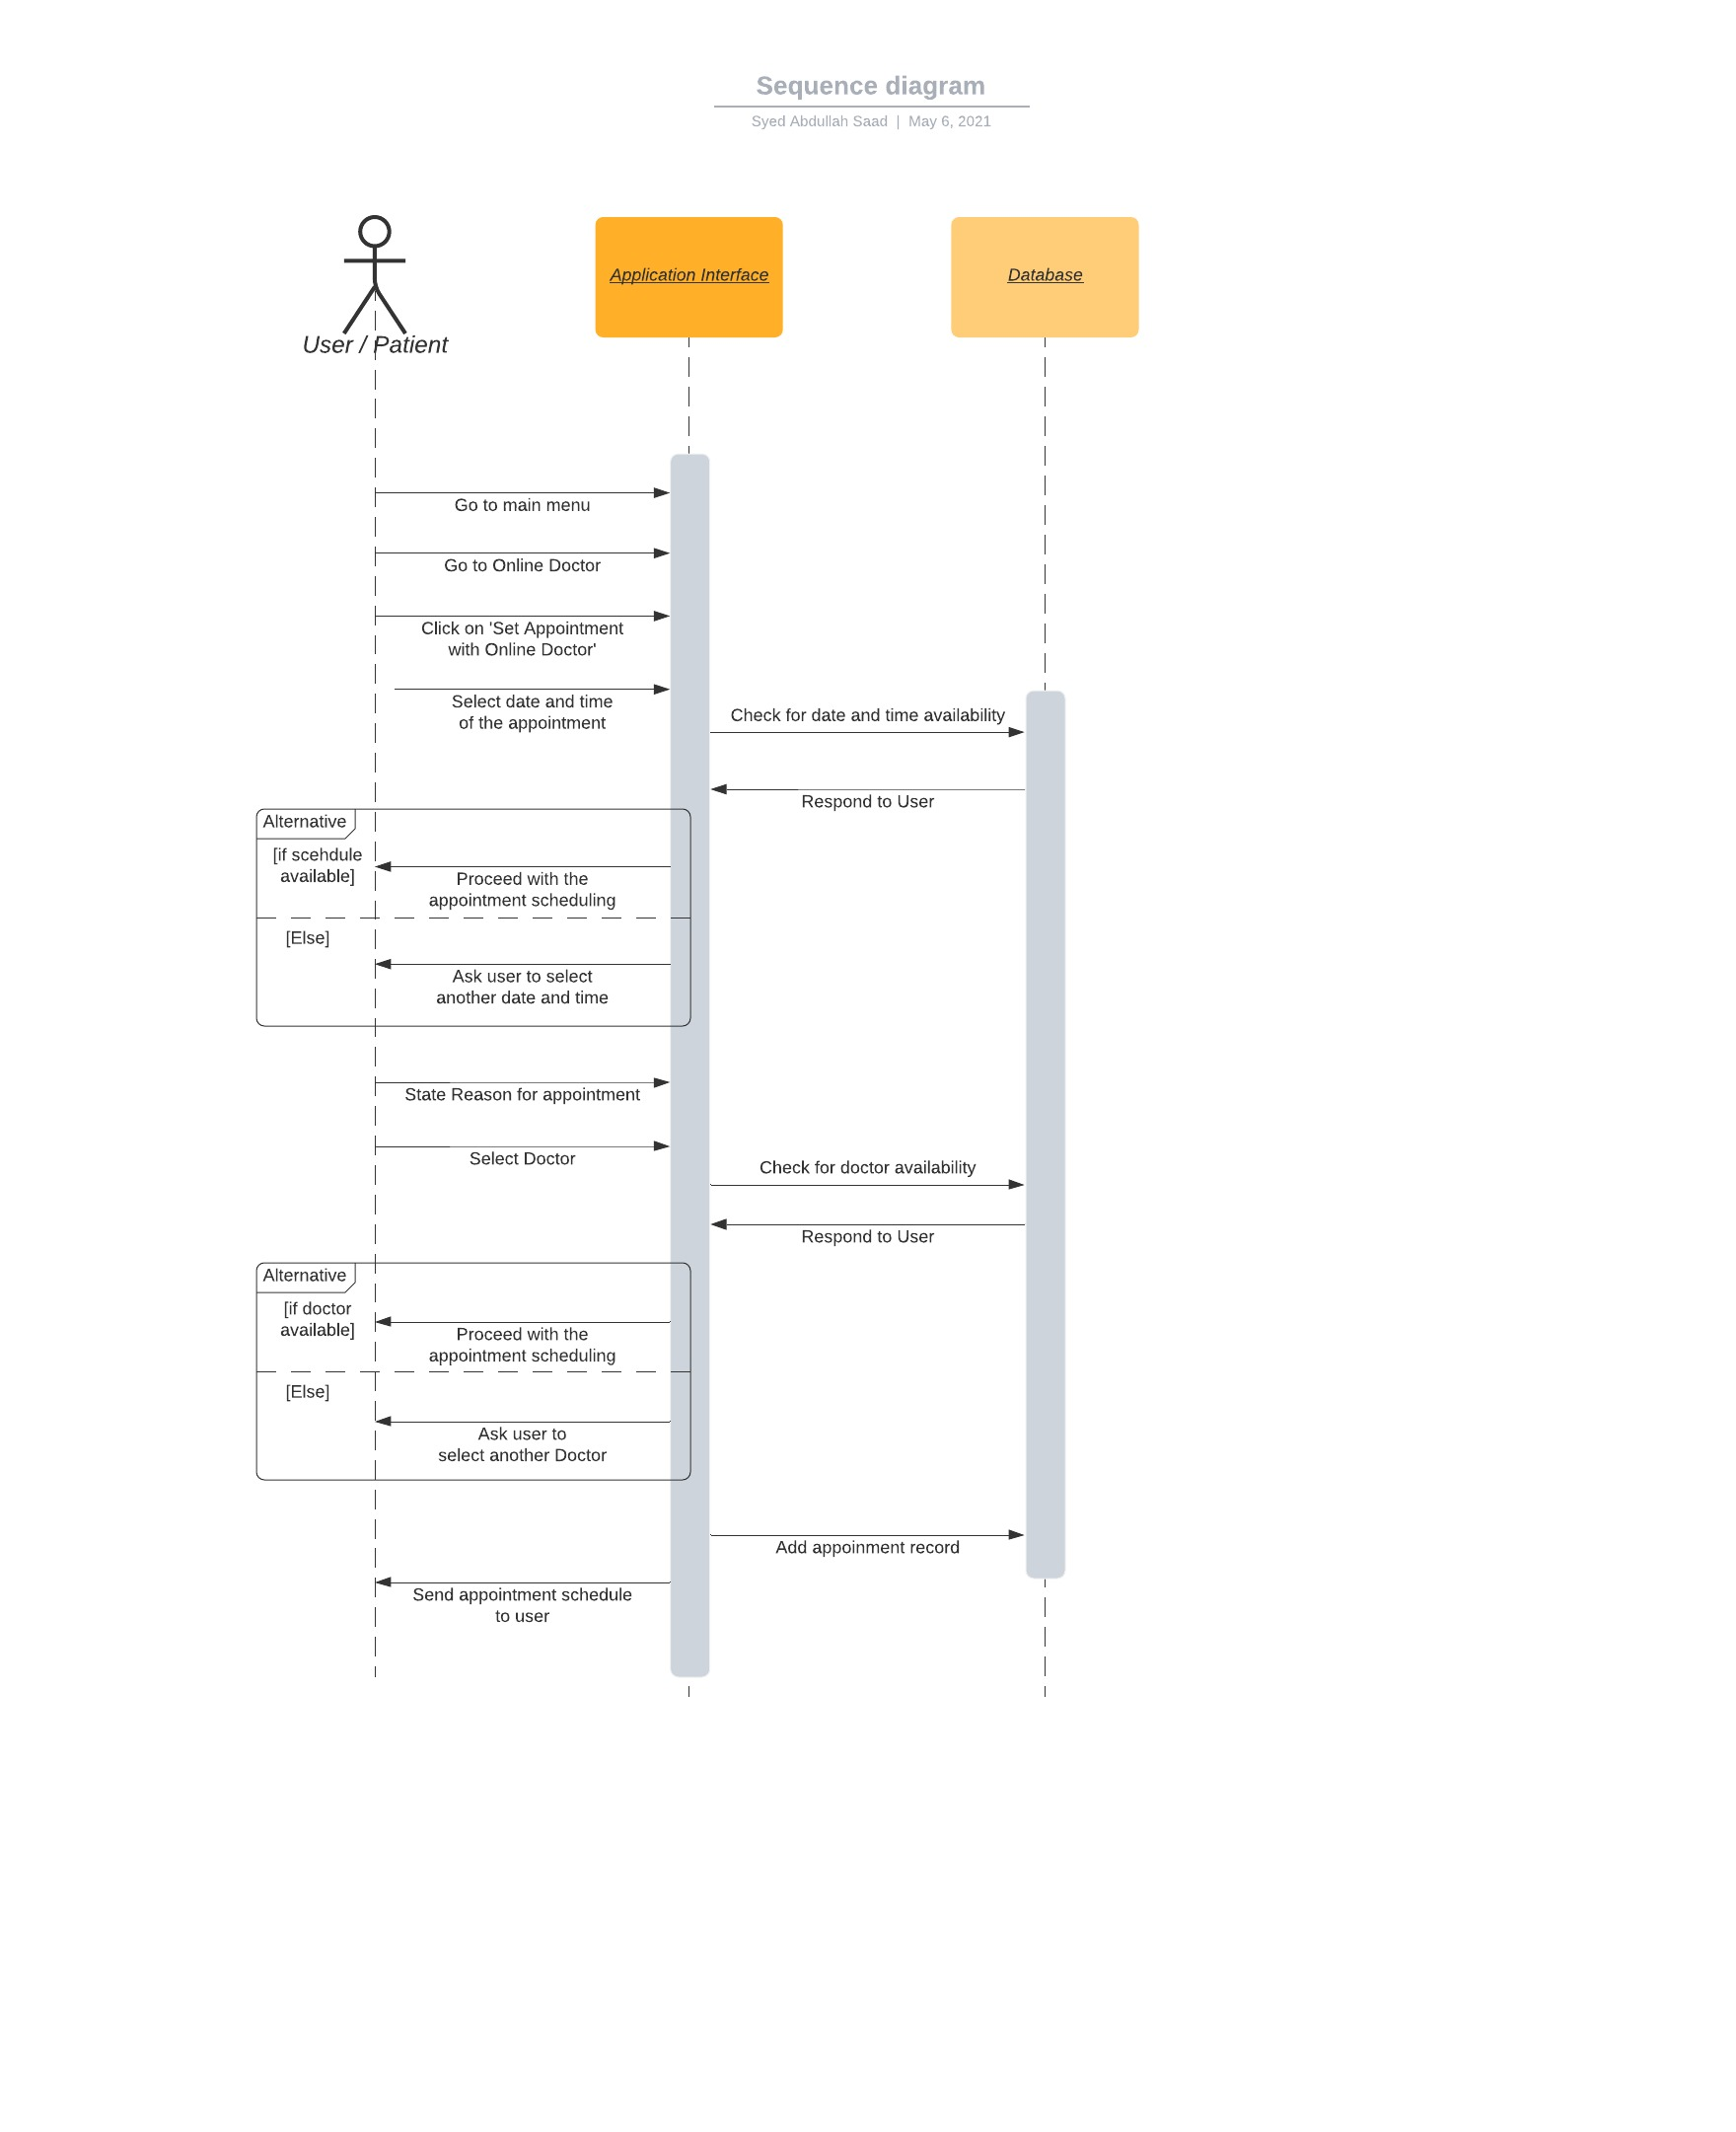 Sequence diagram
Syed Abdullah Saad | May 6, 2021
User / Patient
Application Interface
Database
Go to main menu
Go to Online Doctor
Click on 'Set Appointment
with Online Doctor'
Select date and time
of the appointment
Check for date and time availability
Respond to User
Alternative
[if scehdule
available]
Proceed with the
appointment scheduling
[Else]
Ask user to select
another date and time
State Reason for appointment
Select Doctor
Check for doctor availability
Respond to User
Alternative
[if doctor
available]
Proceed with the
appointment scheduling
[Else]
Ask user to
select another Doctor
Add appoinment record
Send appointment schedule
to user